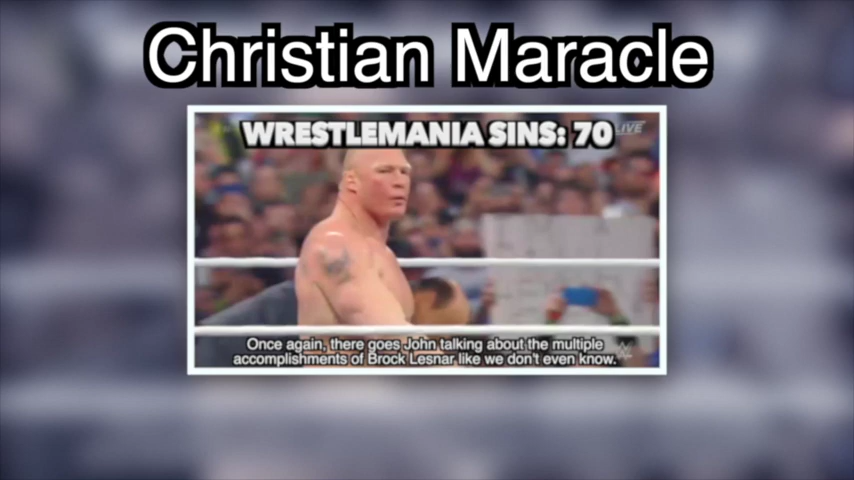 Christian Maracle
WRESTLEMANIA SINS: 70
LIVE
Once again, there goes John talking about the multiple
accomplishments of Brock Lesnar like we don't even know.